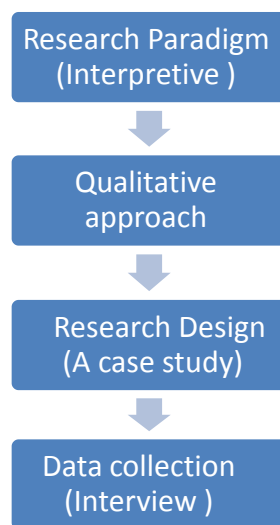 Research Paradigm
(Interpretive )
Qualitative
approach
Research Design
(A case study)
Data collection
(Interview )